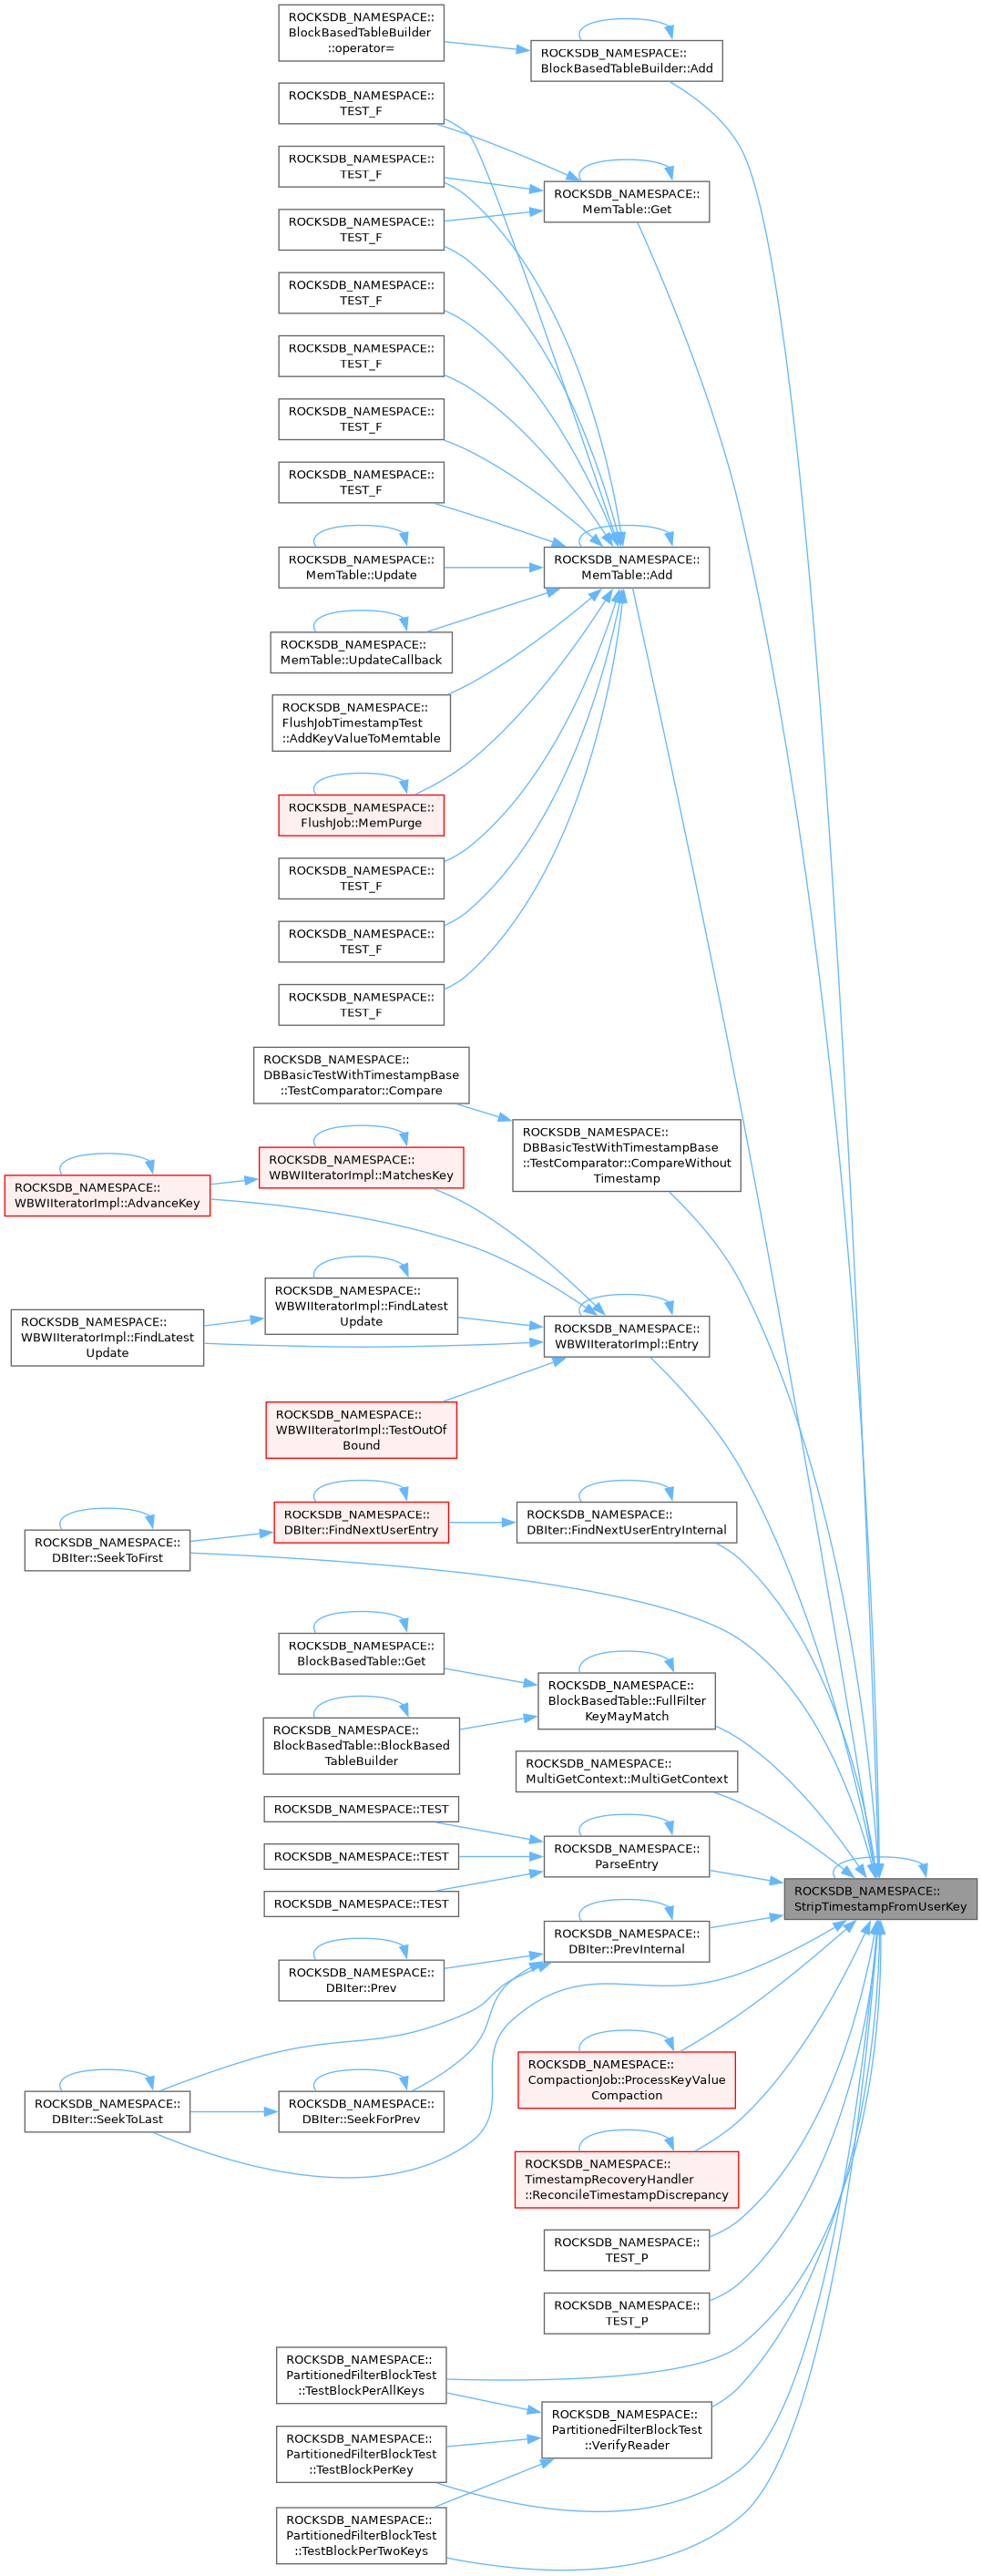 ROCKSDB_NAMESPACE::
BlockBasedTableBuilder
::operator=
ROCKSDB_NAMESPACE::
BlockBasedTableBuilder::Add
ROCKSDB_NAMESPACE::
TEST_F
ROCKSDB_NAMESPACE::
TEST_F
ROCKSDB_NAMESPACE::
MemTable::Get
ROCKSDB_NAMESPACE::
TEST_F
ROCKSDB_NAMESPACE::
TEST_F
ROCKSDB_NAMESPACE::
TEST_F
ROCKSDB_NAMESPACE::
TEST_F
ROCKSDB_NAMESPACE::
TEST_F
ROCKSDB_NAMESPACE::
MemTable::Update
ROCKSDB_NAMESPACE::
MemTable::Add
ROCKSDB_NAMESPACE::
MemTable::UpdateCallback
ROCKSDB_NAMESPACE::
FlushJobTimestampTest
::AddKeyValueToMemtable
ROCKSDB_NAMESPACE::
FlushJob::MemPurge
ROCKSDB_NAMESPACE::
TEST_F
ROCKSDB_NAMESPACE::
TEST_F
ROCKSDB_NAMESPACE::
TEST_F
ROCKSDB_NAMESPACE::
DBBasicTestWithTimestampBase
::TestComparator::Compare
ROCKSDB_NAMESPACE::
DBBasicTestWithTimestampBase
::TestComparator::CompareWithout
Timestamp
ROCKSDB_NAMESPACE::
WBWIIteratorImpl::MatchesKey
ROCKSDB_NAMESPACE::
WBWIIteratorImpl::AdvanceKey
ROCKSDB_NAMESPACE::
WBWIIteratorImpl::FindLatest
Update
ROCKSDB_NAMESPACE::
WBWIIteratorImpl::FindLatest
Update
ROCKSDB_NAMESPACE::
WBWIIteratorImpl::Entry
ROCKSDB_NAMESPACE::
WBWIIteratorImpl::TestOutOf
Bound
ROCKSDB_NAMESPACE::
DBIter::FindNextUserEntry
ROCKSDB_NAMESPACE::
DBIter::FindNextUserEntryInternal
ROCKSDB_NAMESPACE::
DBIter::SeekToFirst
ROCKSDB_NAMESPACE::
BlockBasedTable::Get
ROCKSDB_NAMESPACE::
BlockBasedTable::FullFilter
KeyMayMatch
ROCKSDB_NAMESPACE::
BlockBasedTable::BlockBased
TableBuilder
ROCKSDB_NAMESPACE::
MultiGetContext::MultiGetContext
ROCKSDB_NAMESPACE::TEST
ROCKSDB_NAMESPACE::
ParseEntry
ROCKSDB_NAMESPACE::TEST
ROCKSDB_NAMESPACE::TEST
ROCKSDB_NAMESPACE::
StripTimestampFromUserKey
ROCKSDB_NAMESPACE::
DBIter::PrevInternal
ROCKSDB_NAMESPACE::
DBIter::Prev
ROCKSDB_NAMESPACE::
CompactionJob::ProcessKeyValue
Compaction
ROCKSDB_NAMESPACE::
DBIter::SeekToLast
ROCKSDB_NAMESPACE::
DBIter::SeekForPrev
ROCKSDB_NAMESPACE::
TimestampRecoveryHandler
::ReconcileTimestampDiscrepancy
ROCKSDB_NAMESPACE::
TEST_P
ROCKSDB_NAMESPACE::
TEST_P
ROCKSDB_NAMESPACE::
PartitionedFilterBlockTest
::TestBlockPerAllKeys
ROCKSDB_NAMESPACE::
PartitionedFilterBlockTest
::VerifyReader
ROCKSDB_NAMESPACE::
PartitionedFilterBlockTest
::TestBlockPerKey
ROCKSDB_NAMESPACE::
PartitionedFilterBlockTest
::TestBlockPerTwoKeys